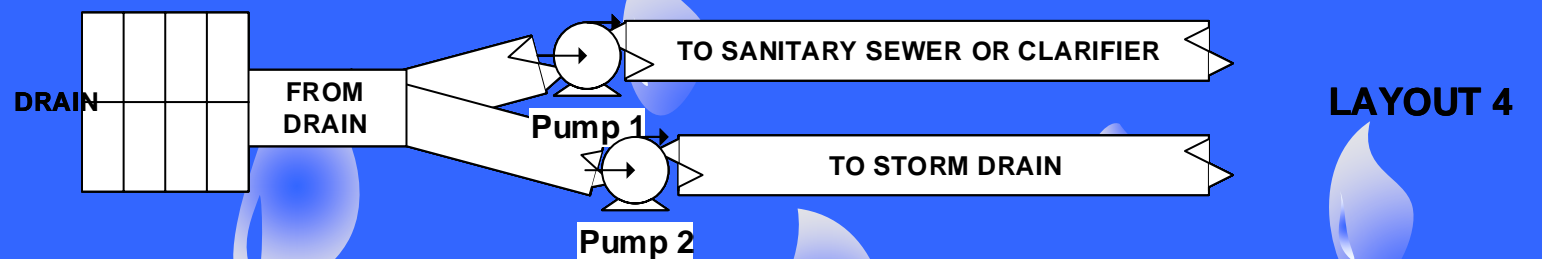 DRAIN
FROM
DRAIN
TO SANITARY SEWER OR CLARIFIER
Pump 1
TO STORM DRAIN
Pump 2
LAYOUT 4